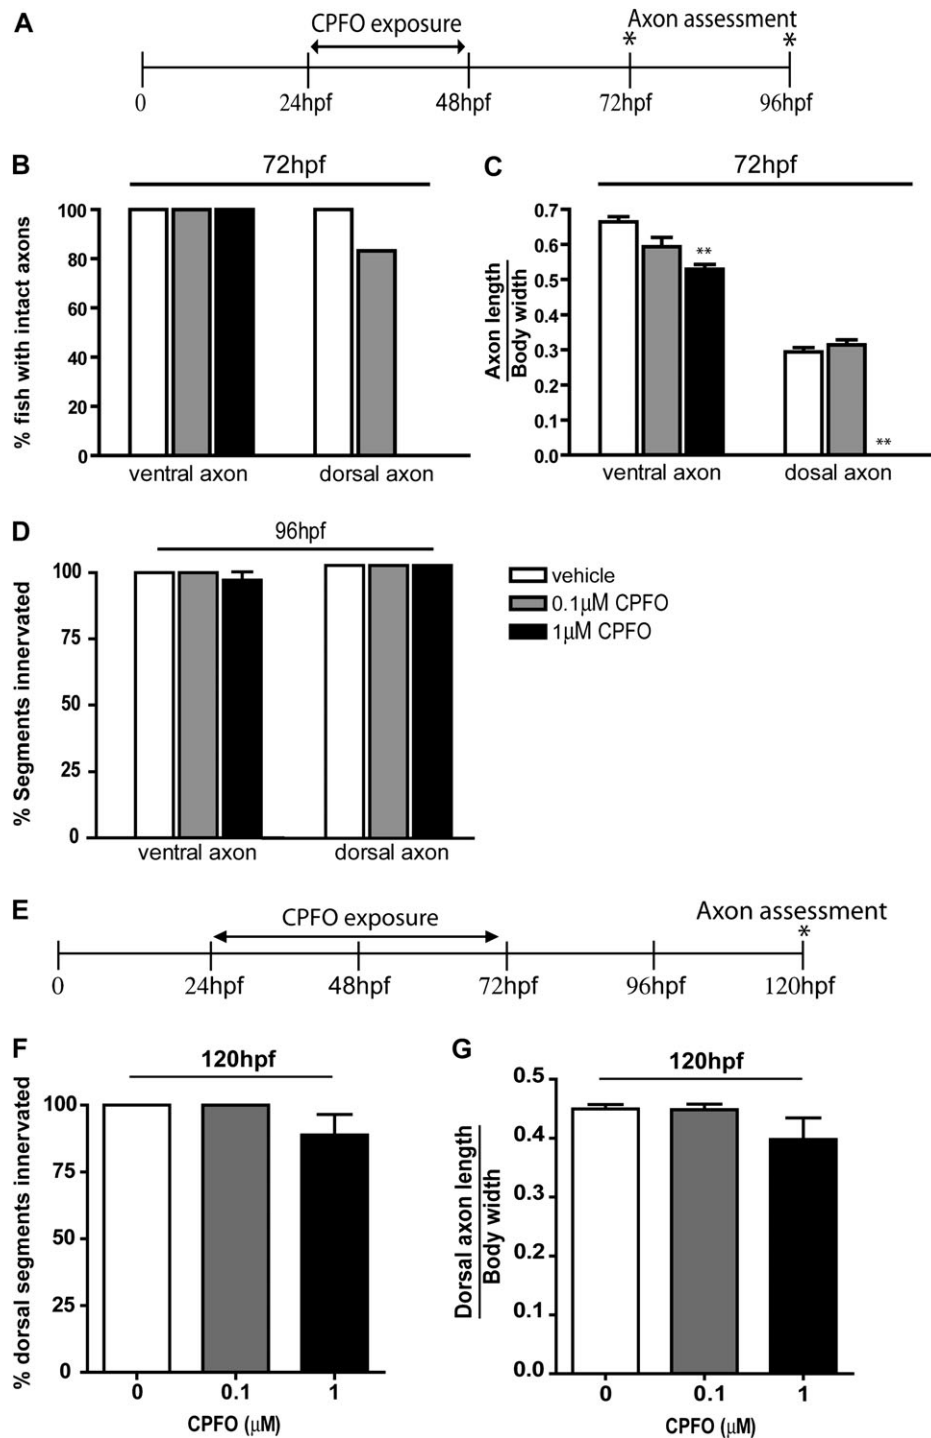 A
CPFO exposure
Axon assessment
* *
0 24hpf 48hpf 72hpf 96hpf
B
72hpf
% fish with intact axons
100
80
60
40
20
0
ventral axon dorsal axon
C
72hpf
Axon length
Body width
0.7
0.6
0.5
0.4
0.3
0.2
0.1
0.0
**
**
ventral axon dosal axon
D
96hpf
% Segments innervated
100
75
50
25
0
ventral axon dorsal axon
vehicle
0.1µM CPFO
1µM CPFO
E
CPFO exposure
Axon assessment
*
0 24hpf 48hpf 72hpf 96hpf 120hpf
F
120hpf
% dorsal segments innervated
100
75
50
25
0
0 0.1 1
CPFO (µM)
G
120hpf
Dorsal axon length
Body width
0.5
0.4
0.3
0.2
0.1
0.0
0 0.1 1
CPFO (µM)